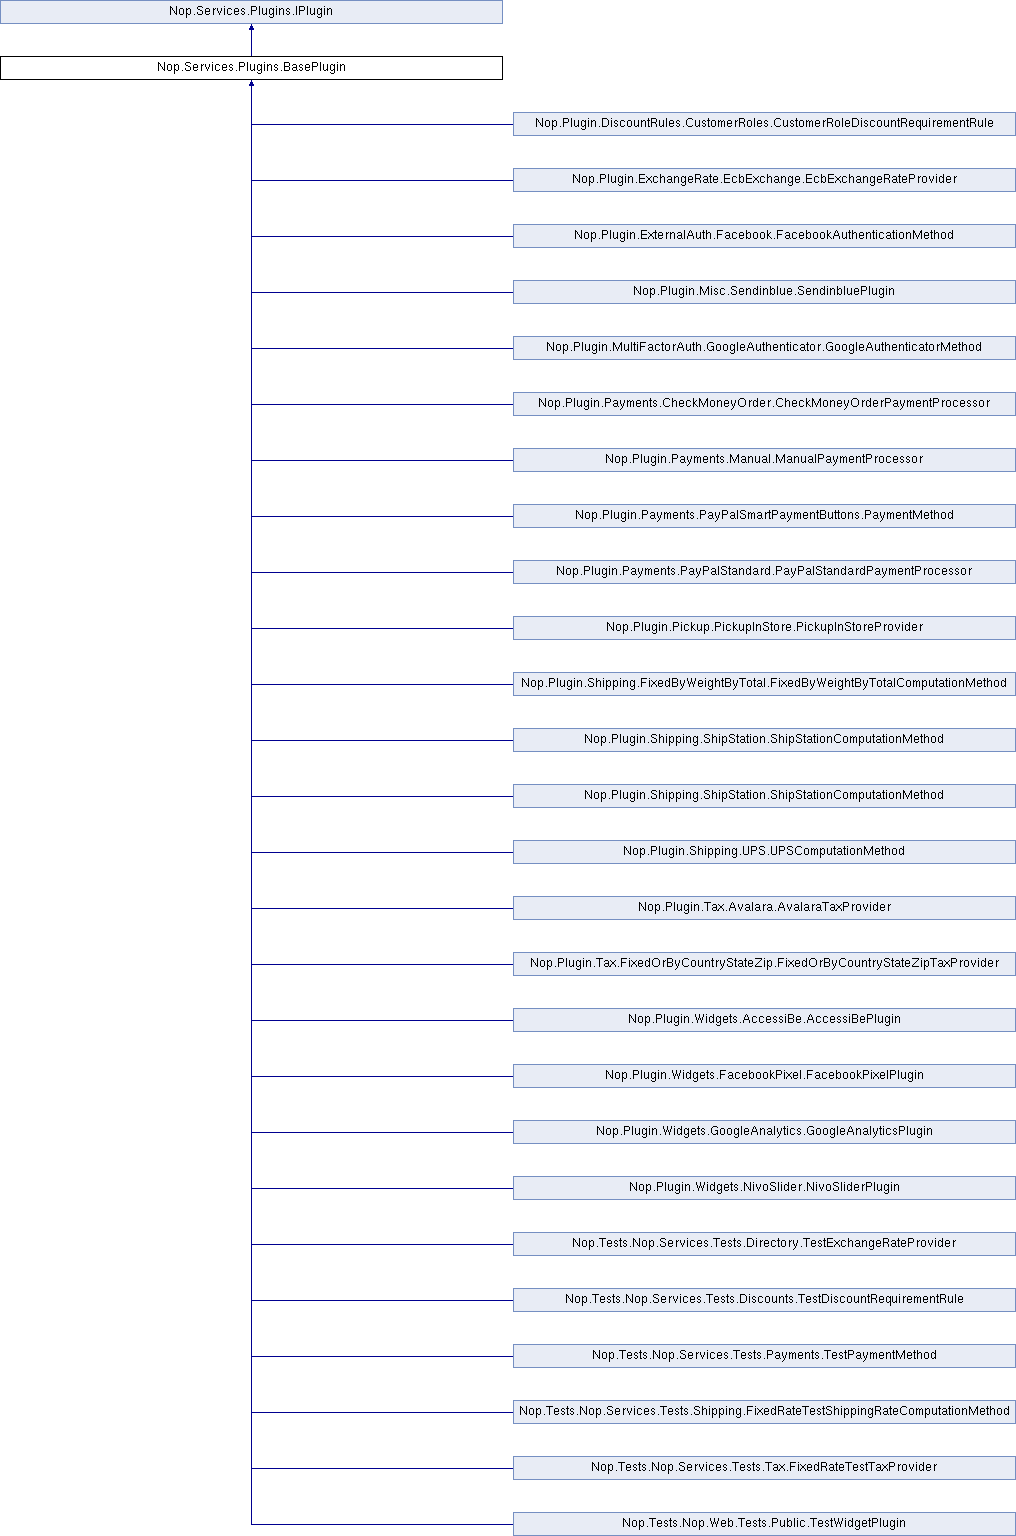 Nop.Services.Plugins.IPlugin
Nop.Services.Plugins.BasePlugin
Nop.Plugin.DiscountRules.CustomerRoles.CustomerRoleDiscountRequirementRule
Nop.Plugin.ExchangeRate.EcbExchange.EcbExchangeRateProvider
Nop.Plugin.ExternalAuth.Facebook.FacebookAuthenticationMethod
Nop.Plugin.Misc.Sendinblue.SendinbluePlugin
Nop.Plugin.MultiFactorAuth.GoogleAuthenticator.GoogleAuthenticatorMethod
Nop.Plugin.Payments.CheckMoneyOrder.CheckMoneyOrderPaymentProcessor
Nop.Plugin.Payments.Manual.ManualPaymentProcessor
Nop.Plugin.Payments.PayPalSmartPaymentButtons.PaymentMethod
Nop.Plugin.Payments.PayPalStandard.PayPalStandardPaymentProcessor
Nop.Plugin.Pickup.PickupInStore.PickupInStoreProvider
Nop.Plugin.Shipping.FixedByWeightByTotal.FixedByWeightByTotalComputationMethod
Nop.Plugin.Shipping.ShipStation.ShipStationComputationMethod
Nop.Plugin.Shipping.ShipStation.ShipStationComputationMethod
Nop.Plugin.Shipping.UPS.UPSComputationMethod
Nop.Plugin.Tax.Avalara.AvalaraTaxProvider
Nop.Plugin.Tax.FixedOrByCountryStateZip.FixedOrByCountryStateZipTaxProvider
Nop.Plugin.Widgets.AccessiBe.AccessiBePlugin
Nop.Plugin.Widgets.FacebookPixel.FacebookPixelPlugin
Nop.Plugin.Widgets.GoogleAnalytics.GoogleAnalyticsPlugin
Nop.Plugin.Widgets.NivoSlider.NivoSliderPlugin
Nop.Tests.Nop.Services.Tests.Directory.TestExchangeRateProvider
Nop.Tests.Nop.Services.Tests.Discounts.TestDiscountRequirementRule
Nop.Tests.Nop.Services.Tests.Payments.TestPaymentMethod
Nop.Tests.Nop.Services.Tests.Shipping.FixedRateTestShippingRateComputationMethod
Nop.Tests.Nop.Services.Tests.Tax.FixedRateTestTaxProvider
Nop.Tests.Nop.Web.Tests.Public.TestWidgetPlugin